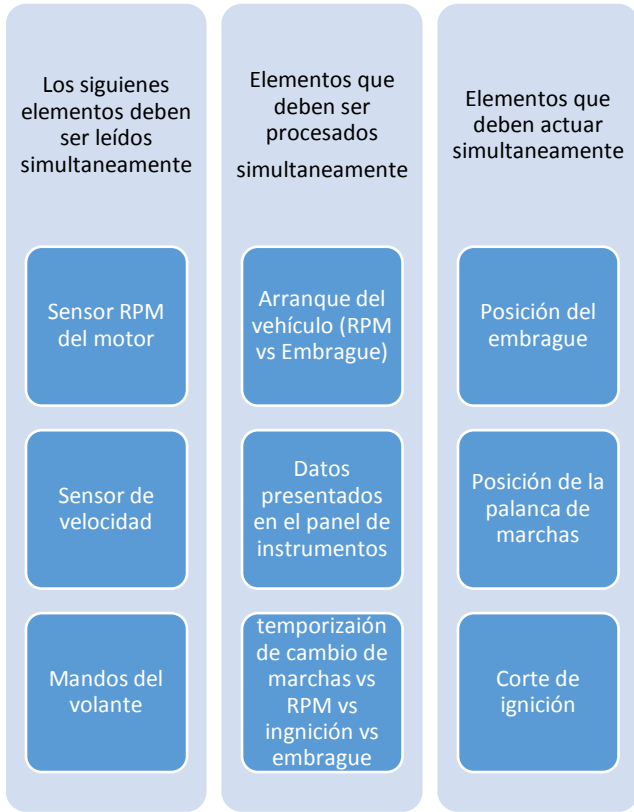 Los siguienes
elementos deben
ser leídos
simultaneamente
Sensor RPM
del motor
Sensor de
velocidad
Mandos del
volante
Elementos que
deben ser
procesados
simultaneamente
Arranque del
vehículo (RPM
vs Embrague)
Datos
presentados
en el panel de
instrumentos
temporizaión
de cambio de
marchas vs
RPM vs
ingnición vs
embrague
Elementos que
deben actuar
simultaneamente
Posición del
embrague
Posición de la
palanca de
marchas
Corte de
ignición